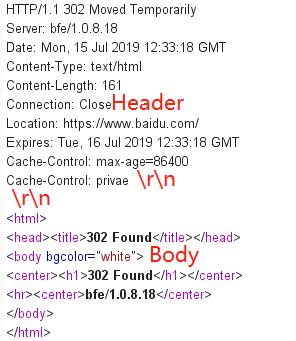 HTTP/1.1 302 Moved Temporarily
Server: bfe/1.0.8.18
Date: Mon, 15 Jul 2019 12:33:18 GMT
Content-Type: text/html
Content-Length: 161
Connection: Close Header
Location: https://www.baidu.com/
Expires: Tue, 16 Jul 2019 12:33:18 GMT
Cache-Control: max-age=86400
Cache-Control: privae \r\n
\r\n
<html>
<head><title>302 Found</title></head>
<body bgcolor="white"> Body
<center><h1>302 Found</h1></center>
<hr><center>bfe/1.0.8.18</center>
</body>
</html>